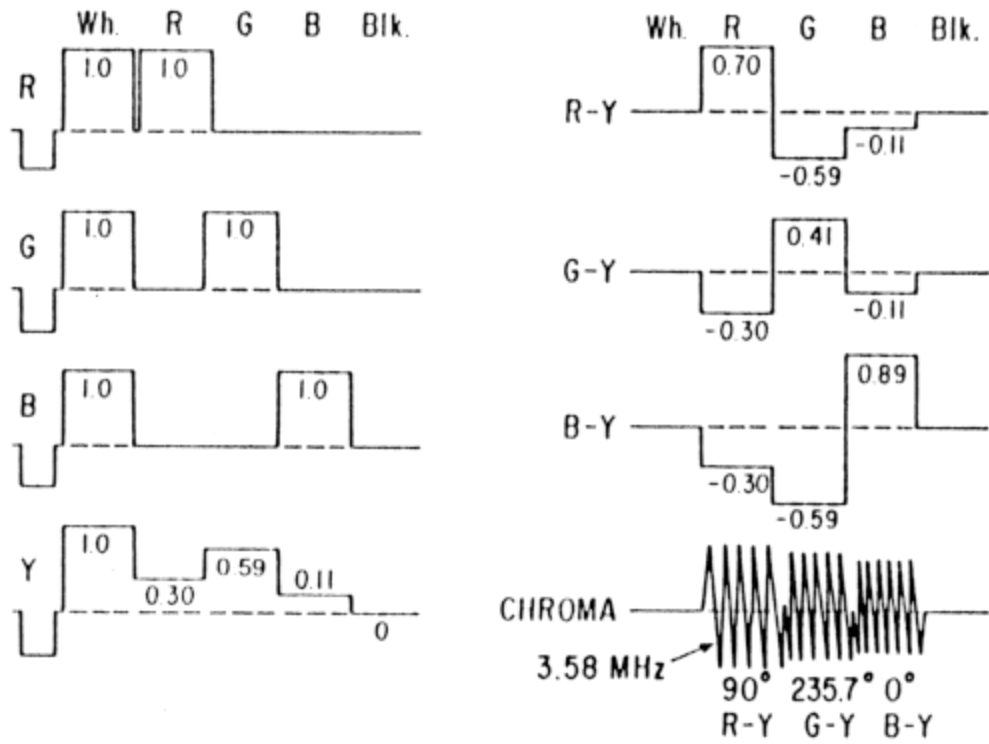 Wh. R G B Blk.
R 1.0 1.0
G 1.0 1.0
B 1.0 1.0
Y 1.0 0.30 0.59 0.11 0
Wh. R G B Blk.
R-Y 0.70 -0.59 -0.11
G-Y -0.30 0.41 -0.11
B-Y -0.30 -0.59 0.89
CHROMA
3.58 MHz
90° 235.7° 0°
R-Y G-Y B-Y